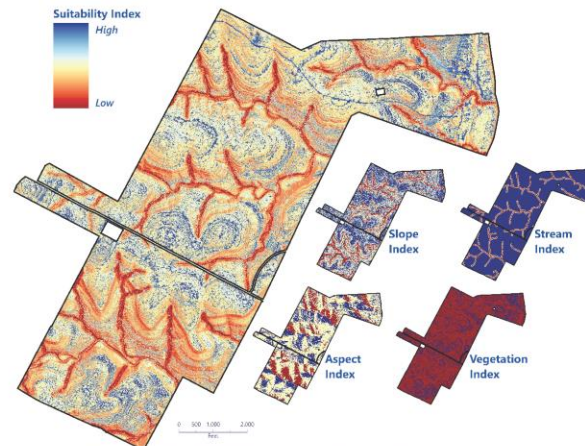 Suitability Index
High
Low
Slope
Index
Stream
Index
Aspect
Index
Vegetation
Index
0 500 1,000 2,000
Feet